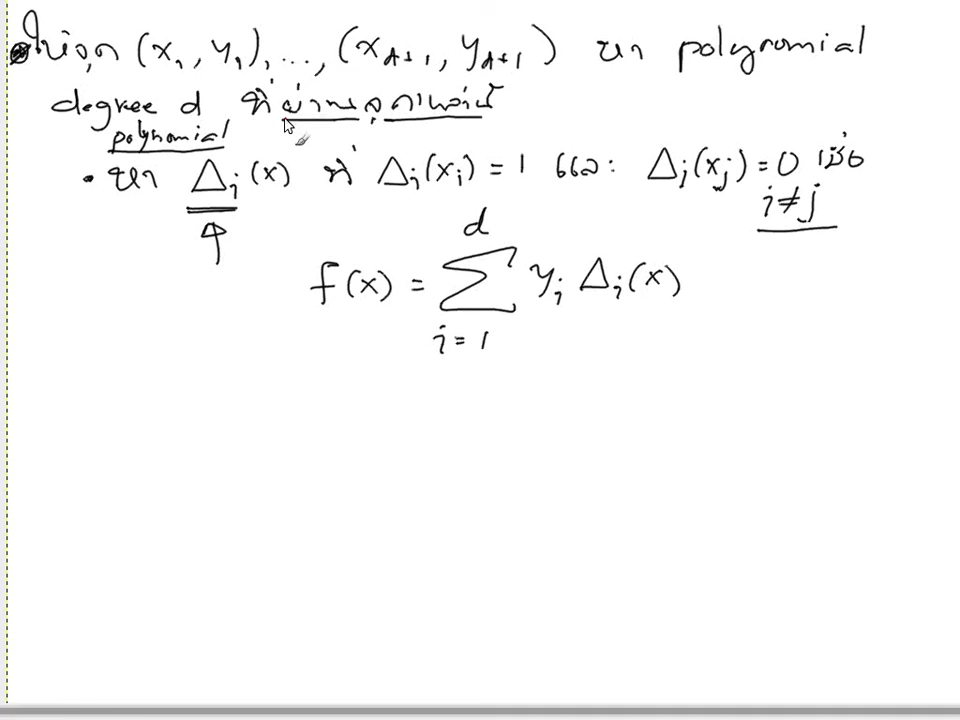 ให้จุด (x₁, y₁), ..., (x_{d+1}, y_{d+1}) หา polynomial
degree d ที่ผ่านจุดเหล่านี้
polynomial
• หา Δᵢ(x) ที่ Δᵢ(xᵢ) = 1 และ Δᵢ(xⱼ) = 0 เมื่อ
i ≠ j
d
f(x) = Σ yᵢ Δᵢ(x)
i = 1